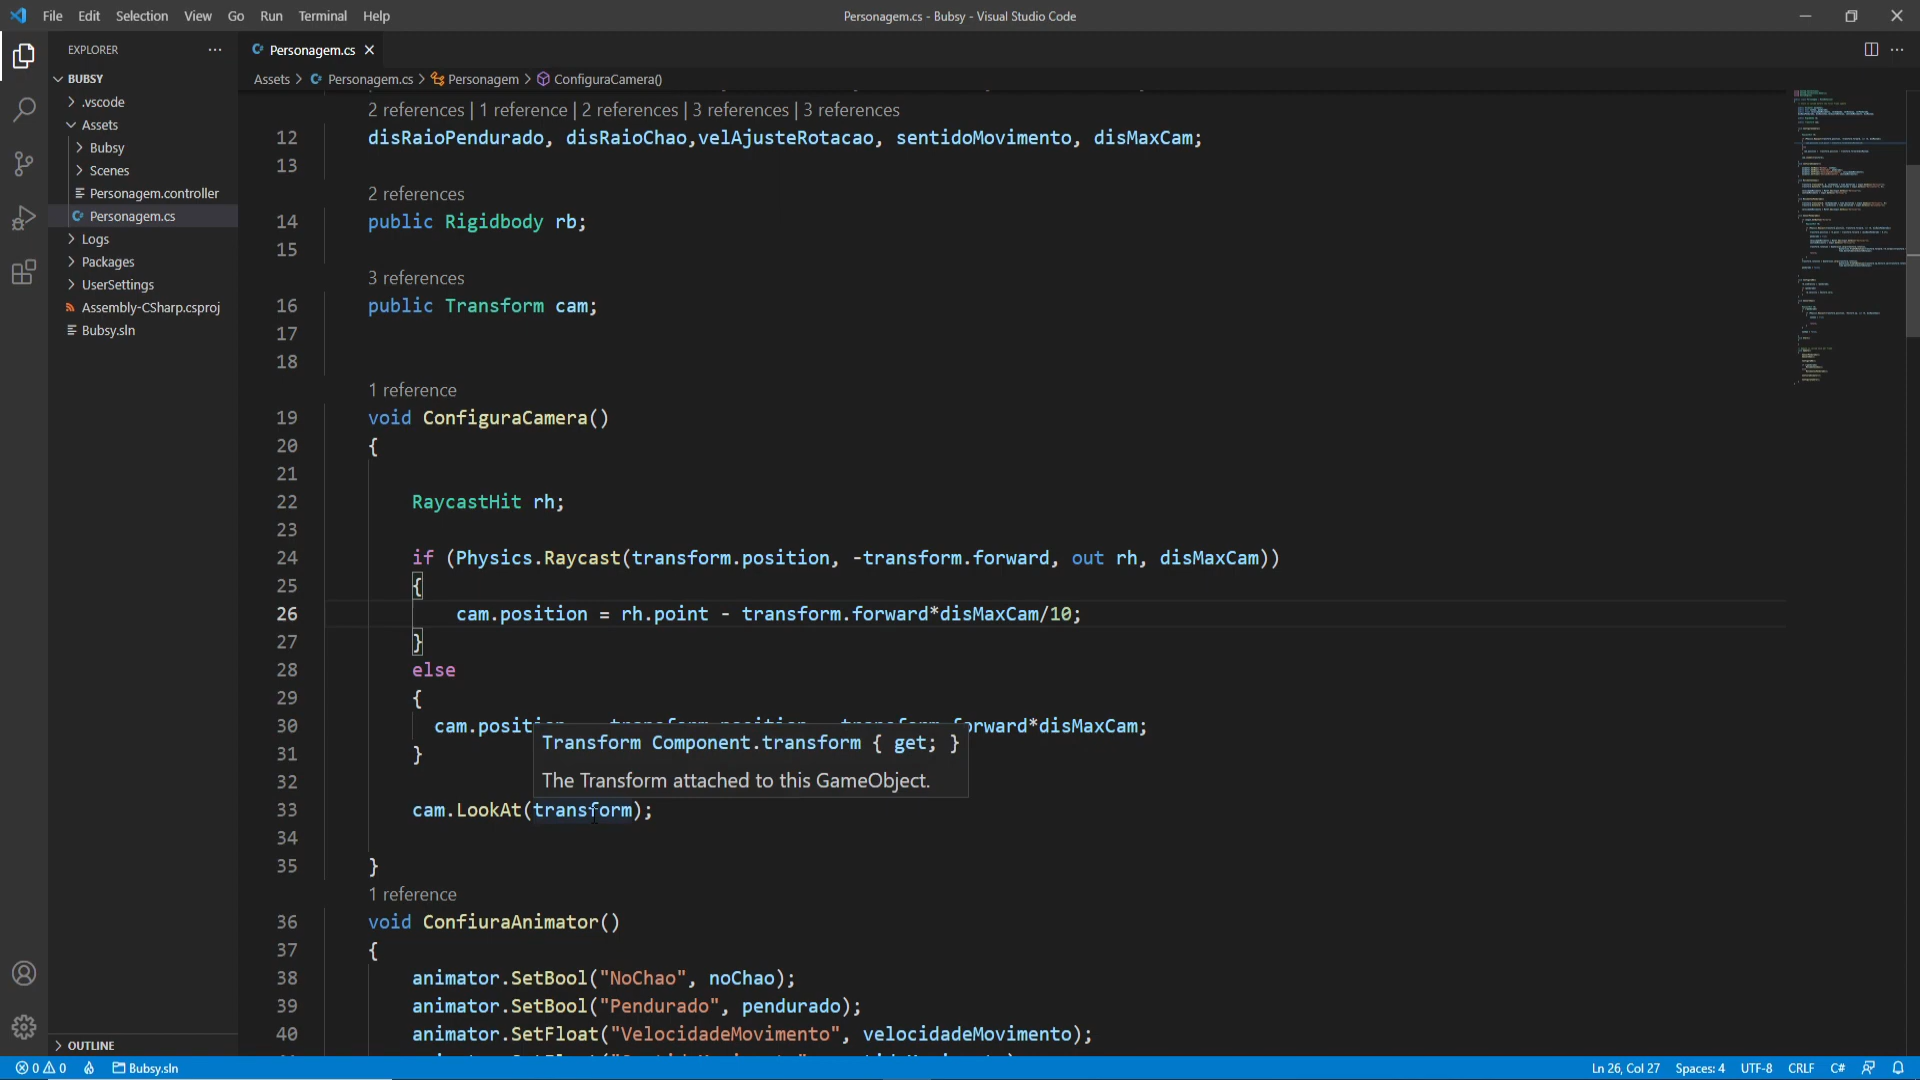 File Edit Selection View Go Run Terminal Help
Personagem.cs - Bubsy - Visual Studio Code
EXPLORER
BUBSY
.vscode
Assets
Bubsy
Scenes
Personagem.controller
Personagem.cs
Logs
Packages
UserSettings
Assembly-CSharp.csproj
Bubsy.sln
OUTLINE
Personagem.cs
Assets > Personagem.cs > Personagem > ConfiguraCamera()
2 references | 1 reference | 2 references | 3 references | 3 references
12 disRaioPendurado, disRaioChao,velAjusteRotacao, sentidoMovimento, disMaxCam;
13
2 references
14 public Rigidbody rb;
15
3 references
16 public Transform cam;
17
18
1 reference
19 void ConfiguraCamera()
20 {
21
22 RaycastHit rh;
23
24 if (Physics.Raycast(transform.position, -transform.forward, out rh, disMaxCam))
25 {
26 cam.position = rh.point - transform.forward*disMaxCam/10;
27 }
28 else
29 {
30 cam.position transform.position transform.forward*disMaxCam;
Transform Component.transform { get; }
31 }
The Transform attached to this GameObject.
32
33 cam.LookAt(transform);
34
35 }
1 reference
36 void ConfiuraAnimator()
37 {
38 animator.SetBool("NoChao", noChao);
39 animator.SetBool("Pendurado", pendurado);
40 animator.SetFloat("VelocidadeMovimento", velocidadeMovimento);
0 0 Bubsy.sln
Ln 26, Col 27 Spaces: 4 UTF-8 CRLF C#